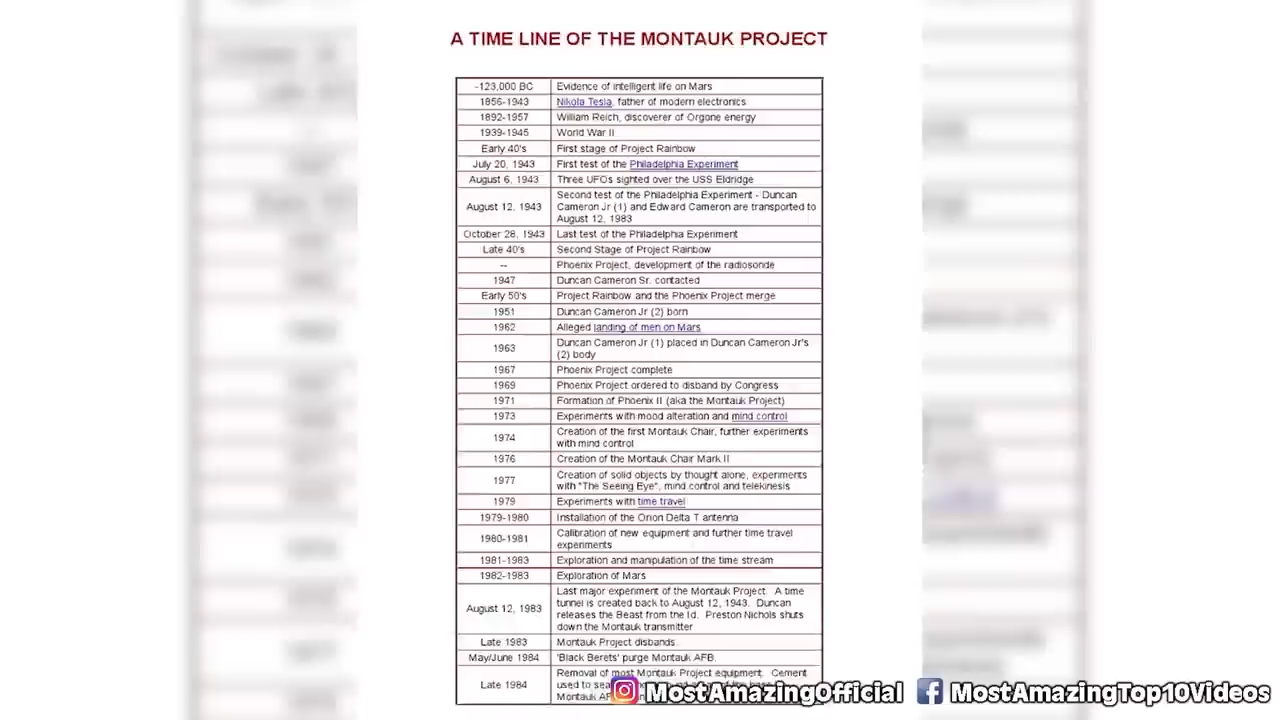 A TIME LINE OF THE MONTAUK PROJECT
~123,000 BC Evidence of intelligent life on Mars
1856-1943 Nikola Tesla, father of modern electronics
1892-1957 William Reich, discoverer of Orgone energy
1939-1945 World War II
Early 40's First stage of Project Rainbow
July 20, 1943 First test of the Philadelphia Experiment
August 6, 1943 Three UFOs sighted over the USS Eldridge
August 12, 1943 Second test of the Philadelphia Experiment - Duncan
Cameron Jr (1) and Edward Cameron are transported to
August 12, 1983
October 28, 1943 Last test of the Philadelphia Experiment
Late 40's Second Stage of Project Rainbow
-- Phoenix Project, development of the radiosonde
1947 Duncan Cameron Sr. contacted
Early 50's Project Rainbow and the Phoenix Project merge
1951 Duncan Cameron Jr (2) born
1962 Alleged landing of men on Mars
1963 Duncan Cameron Jr (1) placed in Duncan Cameron Jr's
(2) body
1967 Phoenix Project complete
1969 Phoenix Project ordered to disband by Congress
1971 Formation of Phoenix II (aka the Montauk Project)
1973 Experiments with mood alteration and mind control
1974 Creation of the first Montauk Chair, further experiments
with mind control
1976 Creation of the Montauk Chair Mark II
1977 Creation of solid objects by thought alone, experiments
with "The Seeing Eye", mind control and telekinesis
1979 Experiments with time travel
1979-1980 Installation of the Orion Delta T antenna
1980-1981 Calibration of new equipment and further time travel
experiments
1981-1983 Exploration and manipulation of the time stream
1982-1983 Exploration of Mars
August 12, 1983 Last major experiment of the Montauk Project. A time
tunnel is created back to August 12, 1943. Duncan
releases the Beast from the Id. Preston Nichols shuts
down the Montauk transmitter
Late 1983 Montauk Project disbands.
May/June 1984 'Black Berets' purge Montauk AFB.
Late 1984 Removal of most Montauk Project equipment. Cement
used to
Montauk
MostAmazingOfficial MostAmazingTop10Videos